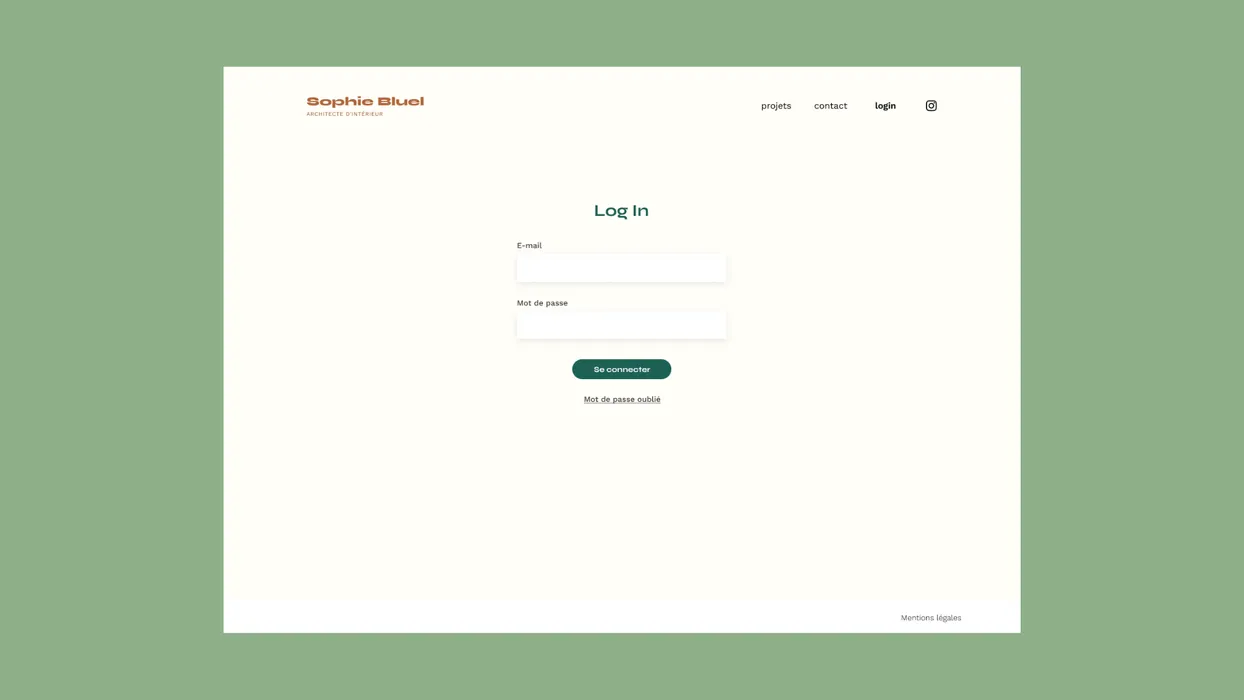 Sophie Bluel
ARCHITECTE D'INTÉRIEUR
projets contact login
Log In
E-mail
Mot de passe
Se connecter
Mot de passe oublié
Mentions légales